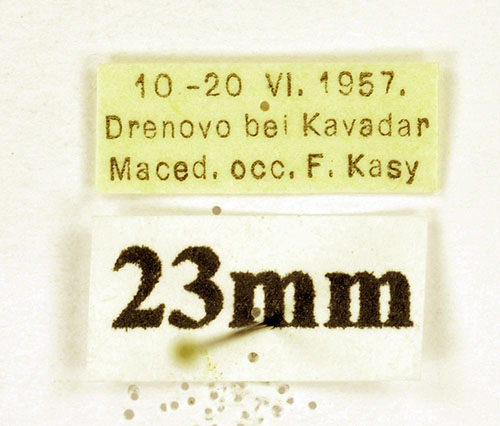 10-20 VI. 1957.
Drenovo bei Kavadar
Maced. occ. F. Kasy
23mm